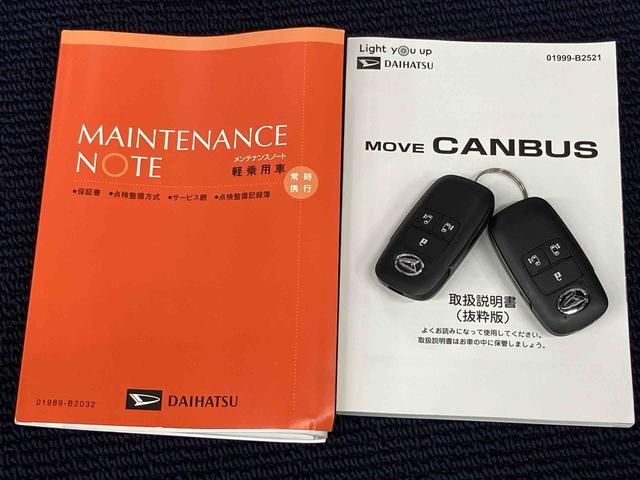 MAINTENANCE
NOTE
メンテナンスノート
軽乗用車
常時
携行
●保証書 ●点検整備方式 ●サービス網 ●点検整備記録簿
01989-B2032
DAIHATSU
Light you up
DAIHATSU
01999-B2521
MOVE CANBUS
取扱説明書
（抜粋版）
よくお読みになって使用してください。
取扱説明書はお車の中に保管しましょう。